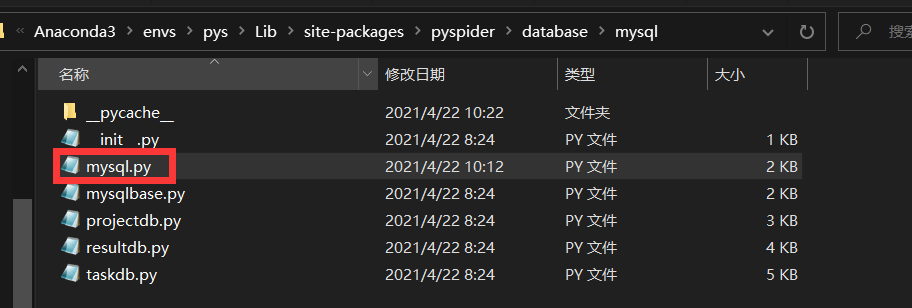 « Anaconda3 › envs › pys › Lib › site-packages › pyspider › database › mysql 搜索
名称 修改日期 类型 大小
__pycache__ 2021/4/22 10:22 文件夹
__init__.py 2021/4/22 8:24 PY 文件 1 KB
mysql.py 2021/4/22 10:12 PY 文件 2 KB
mysqlbase.py 2021/4/22 8:24 PY 文件 2 KB
projectdb.py 2021/4/22 8:24 PY 文件 3 KB
resultdb.py 2021/4/22 8:24 PY 文件 4 KB
taskdb.py 2021/4/22 8:24 PY 文件 5 KB